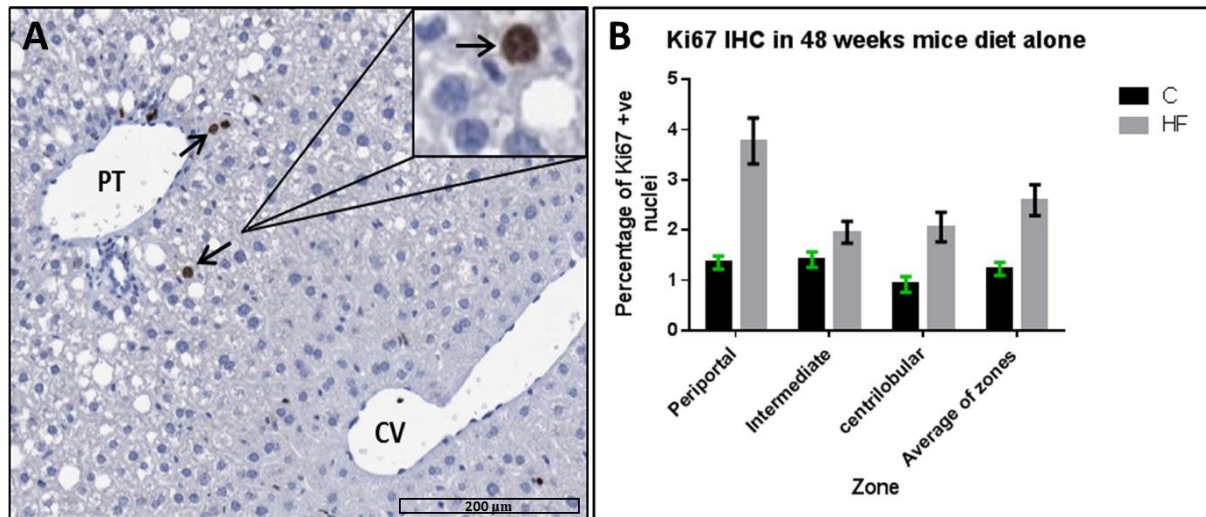 A
PT
CV
200 µm
B
Ki67 IHC in 48 weeks mice diet alone
Percentage of Ki67 +ve
nuclei
5
4
3
2
1
0
C
HF
Periportal
Intermediate
centrilobular
Average of zones
Zone